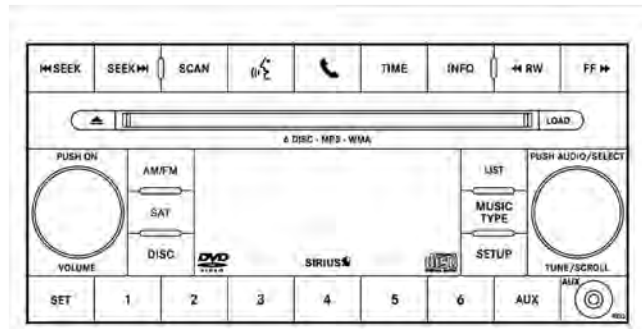 ⏮SEEK SEEK⏭ SCAN TIME INFO ◀◀ RW FF ▶▶
LOAD
6 DISC - MP3 - WMA
PUSH ON
PUSH AUDIO/SELECT
AM/FM
LIST
SAT
MUSIC
TYPE
DISC
SETUP
DVD
VIDEO
SIRIUS
VOLUME
TUNE/SCROLL
SET 1 2 3 4 5 6 AUX
AUX